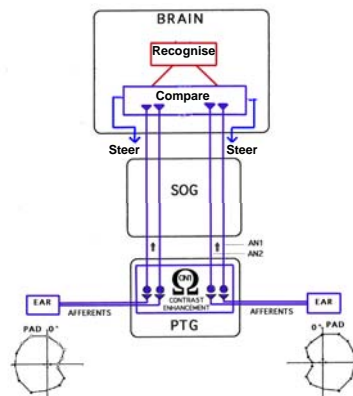 BRAIN
Recognise
Compare
Steer Steer
SOG
AN1
AN2
ON1
EAR CONTRAST ENHANCEMENT EAR
AFFERENTS AFFERENTS
PTG
PAD 0° 0° PAD